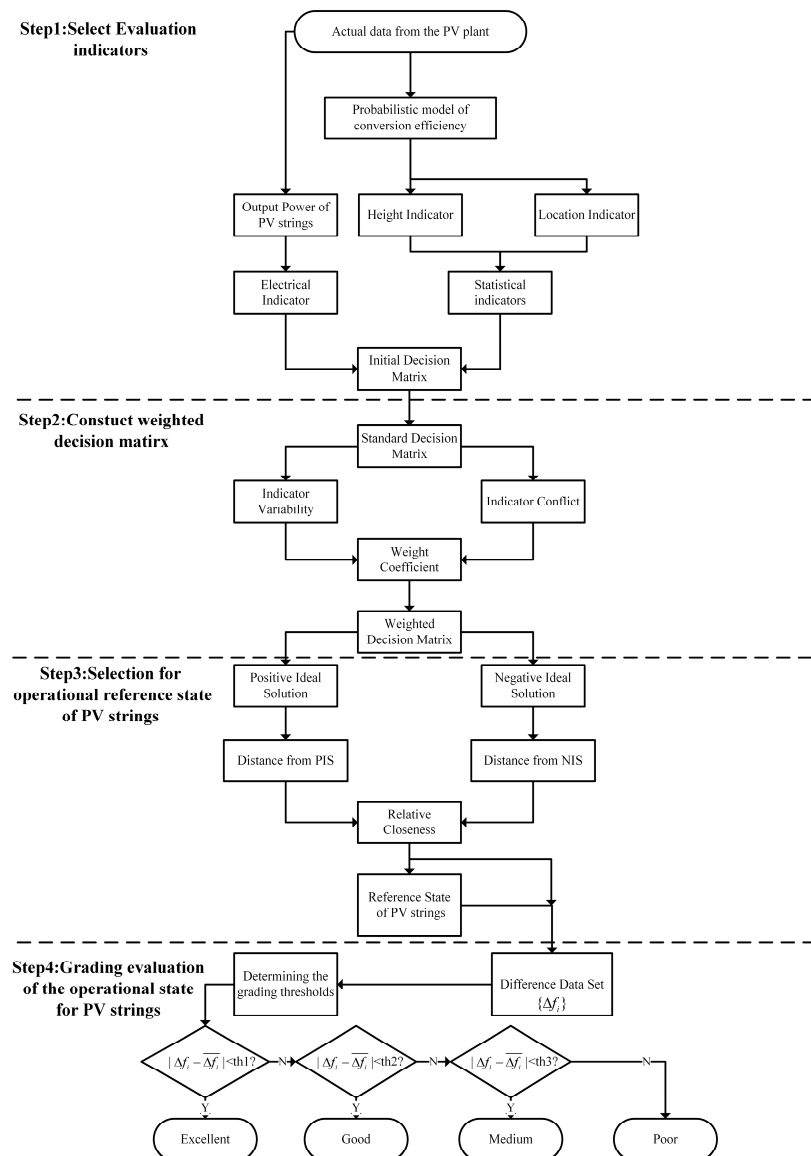 Step1:Select Evaluation
indicators
Actual data from the PV plant
Probabilistic model of
conversion efficiency
Output Power of
PV strings
Height Indicator
Location Indicator
Electrical
Indicator
Statistical
indicators
Initial Decision
Matrix
Step2:Constuct weighted
decision matirx
Standard Decision
Matrix
Indicator
Variability
Indicator Conflict
Weight
Coefficient
Weighted
Decision Matrix
Step3:Selection for
operational reference state
of PV strings
Positive Ideal
Solution
Negative Ideal
Solution
Distance from PIS
Distance from NIS
Relative
Closeness
Reference State
of PV strings
Step4:Grading evaluation
of the operational state
for PV strings
Determining the
grading thresholds
Difference Data Set
{Δf_i}
| Δf_i − \overline{Δf_i} |<th1?
N
| Δf_i − \overline{Δf_i} |<th2?
N
| Δf_i − \overline{Δf_i} |<th3?
N
Y
Y
Y
Excellent
Good
Medium
Poor